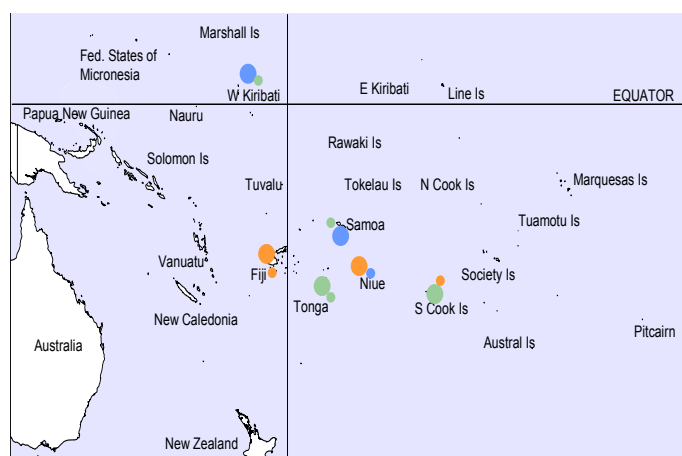 Marshall Is
Fed. States of
Micronesia
W Kiribati
E Kiribati
Line Is
EQUATOR
Papua New Guinea
Nauru
Rawaki Is
Solomon Is
Tuvalu
Tokelau Is
N Cook Is
Marquesas Is
Samoa
Tuamotu Is
Vanuatu
Fiji
Niue
Society Is
Tonga
S Cook Is
New Caledonia
Pitcairn
Australia
Austral Is
New Zealand